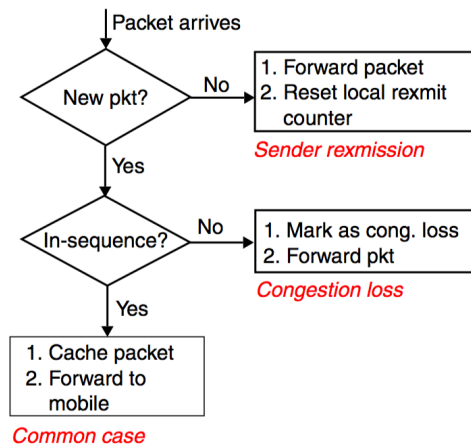 Packet arrives
New pkt?
No
1. Forward packet
2. Reset local rexmit
counter
Sender rexmission
Yes
In-sequence?
No
1. Mark as cong. loss
2. Forward pkt
Congestion loss
Yes
1. Cache packet
2. Forward to
mobile
Common case